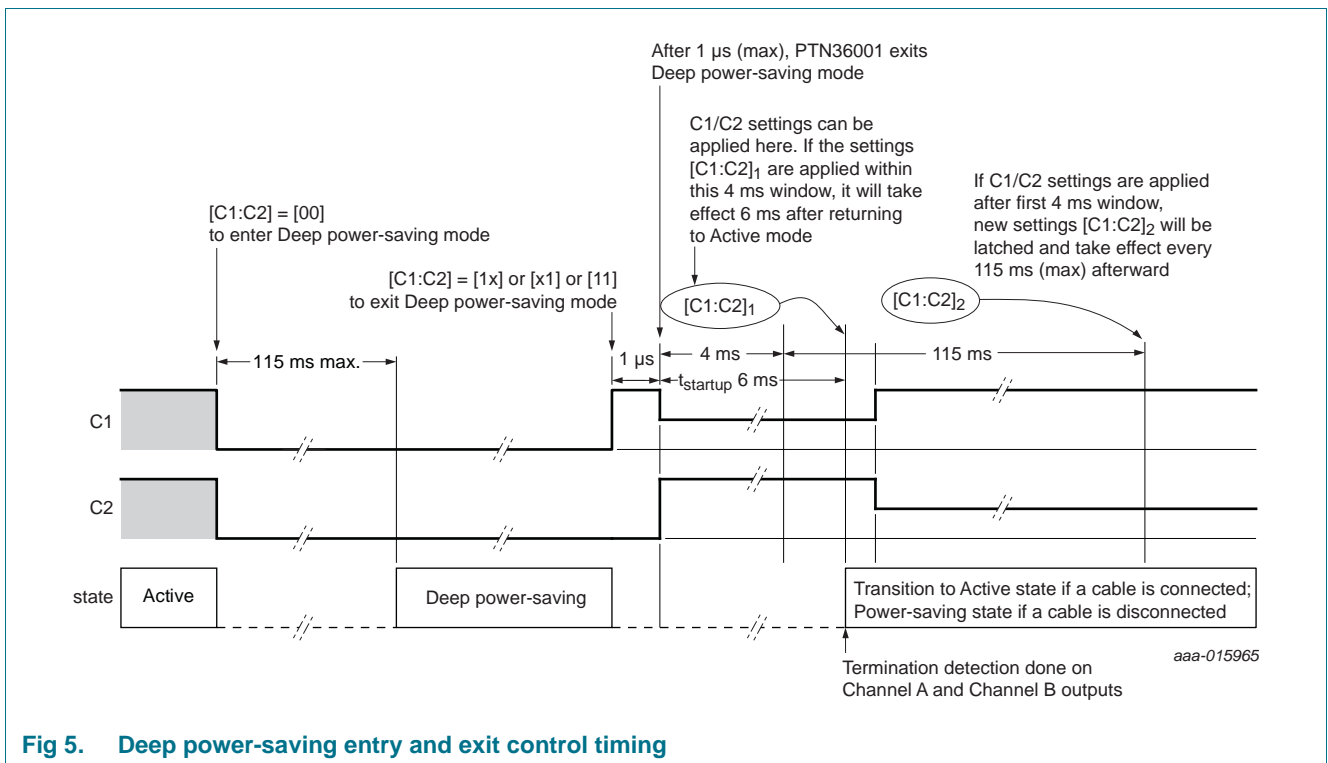 After 1 µs (max), PTN36001 exits
Deep power-saving mode
C1/C2 settings can be
applied here. If the settings
[C1:C2]1 are applied within
this 4 ms window, it will take
effect 6 ms after returning
to Active mode
If C1/C2 settings are applied
after first 4 ms window,
new settings [C1:C2]2 will be
latched and take effect every
115 ms (max) afterward
[C1:C2] = [00]
to enter Deep power-saving mode
[C1:C2] = [1x] or [x1] or [11]
to exit Deep power-saving mode
[C1:C2]1
[C1:C2]2
115 ms max.
1 µs
4 ms
115 ms
tstartup 6 ms
C1
C2
state
Active
Deep power-saving
Transition to Active state if a cable is connected;
Power-saving state if a cable is disconnected
aaa-015965
Termination detection done on
Channel A and Channel B outputs
Fig 5. Deep power-saving entry and exit control timing